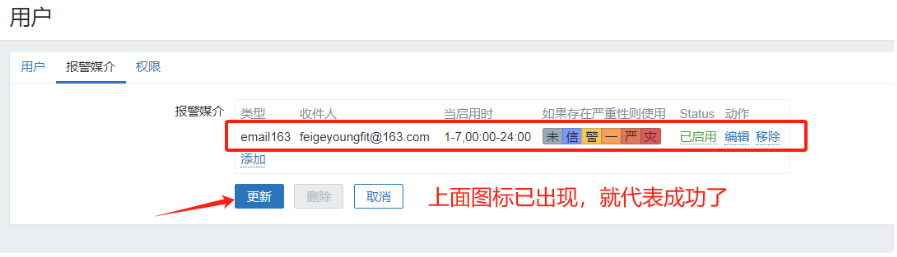 用户
用户 报警媒介 权限
报警媒介 类型 收件人 当启用时 如果存在严重性则使用 Status 动作
email163 feigeyoungfit@163.com 1-7,00:00-24:00 未 信 警 一 严 灾 已启用 编辑 移除
添加
更新 删除 取消 上面图标已出现，就代表成功了